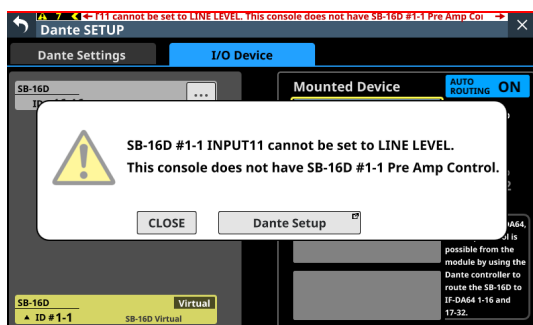 7 ← T11 cannot be set to LINE LEVEL. This console does not have SB-16D #1-1 Pre Amp Co →
Dante SETUP
Dante Settings
I/O Device
SB-16D
...
Mounted Device
AUTO ROUTING ON
SB-16D #1-1 INPUT11 cannot be set to LINE LEVEL.
This console does not have SB-16D #1-1 Pre Amp Control.
CLOSE
Dante Setup
possible from the
module by using the
Dante controller to
route the SB-16D to
IF-DA64 1-16 and
17-32.
SB-16D
Virtual
▲ ID #1-1
SB-16D Virtual